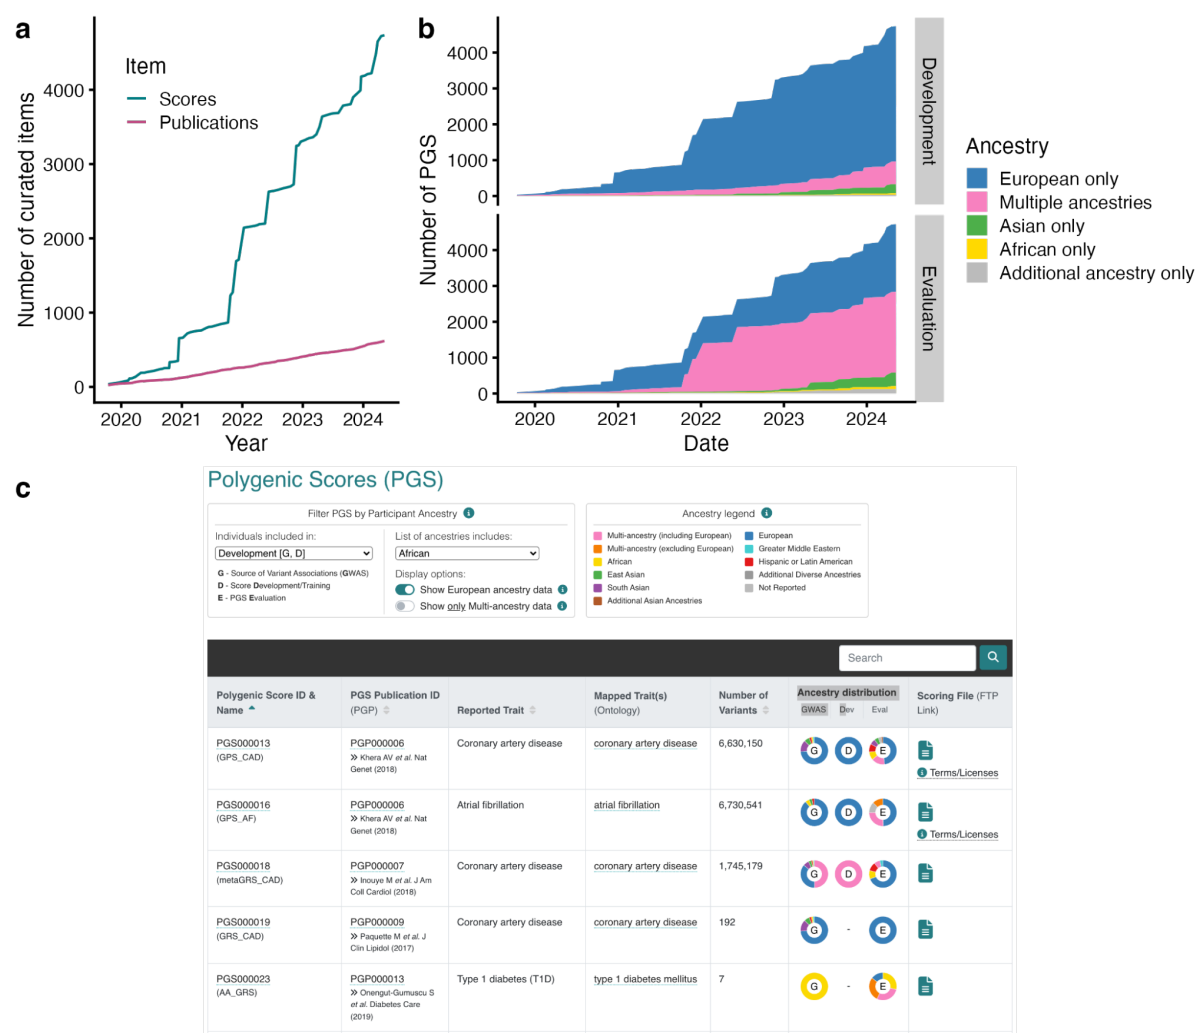 a
Item
Scores
Publications
Number of curated items
4000
3000
2000
1000
0
2020 2021 2022 2023 2024
Year
b
Number of PGS
4000
3000
2000
1000
0
Development
4000
3000
2000
1000
0
Evaluation
2020 2021 2022 2023 2024
Date
Ancestry
European only
Multiple ancestries
Asian only
African only
Additional ancestry only
c
Polygenic Scores (PGS)
Filter PGS by Participant Ancestry
Individuals included in:
Development [G, D]
G - Source of Variant Associations (GWAS)
D - Score Development/Training
E - PGS Evaluation
List of ancestries includes:
African
Display options:
Show European ancestry data
Show only Multi-ancestry data
Ancestry legend
Multi-ancestry (including European)
Multi-ancestry (excluding European)
African
East Asian
South Asian
Additional Asian Ancestries
European
Greater Middle Eastern
Hispanic or Latin American
Additional Diverse Ancestries
Not Reported
Search
Polygenic Score ID &
Name
PGS Publication ID
(PGP)
Reported Trait
Mapped Trait(s)
(Ontology)
Number of
Variants
Ancestry distribution
GWAS Dev Eval
Scoring File (FTP
Link)
PGS000013
(GPS_CAD)
PGP000006
» Khera AV et al. Nat
Genet (2018)
Coronary artery disease
coronary artery disease
6,630,150
G D E
Terms/Licenses
PGS000016
(GPS_AF)
PGP000006
» Khera AV et al. Nat
Genet (2018)
Atrial fibrillation
atrial fibrillation
6,730,541
G D E
Terms/Licenses
PGS000018
(metaGRS_CAD)
PGP000007
» Inouye M et al. J Am
Coll Cardiol (2018)
Coronary artery disease
coronary artery disease
1,745,179
G D E
PGS000019
(GRS_CAD)
PGP000009
» Paquette M et al. J
Clin Lipidol (2017)
Coronary artery disease
coronary artery disease
192
G - E
PGS000023
(AA_GRS)
PGP000013
» Onengut-Gumuscu S
et al. Diabetes Care
(2019)
Type 1 diabetes (T1D)
type 1 diabetes mellitus
7
G - E